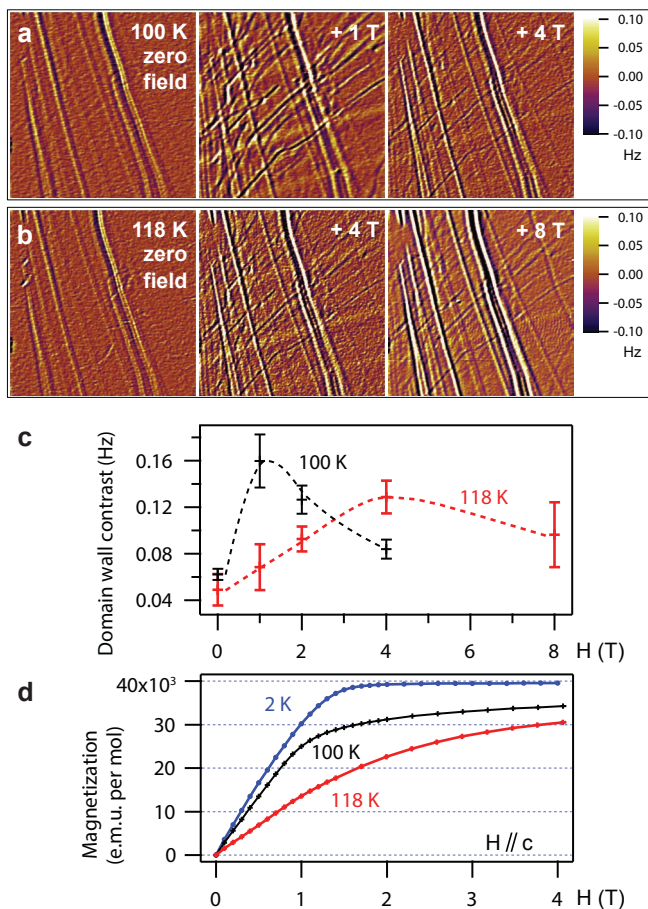 a
100 K
zero
field
+ 1 T
+ 4 T
0.10
0.05
0.00
-0.05
-0.10
Hz
b
118 K
zero
field
+ 4 T
+ 8 T
0.10
0.05
0.00
-0.05
-0.10
Hz
c
Domain wall contrast (Hz)
0.16
0.12
0.08
0.04
100 K
118 K
0
2
4
6
8
H (T)
d
Magnetization
(e.m.u. per mol)
40x10³
30
20
10
0
2 K
100 K
118 K
H // c
0
1
2
3
4
H (T)